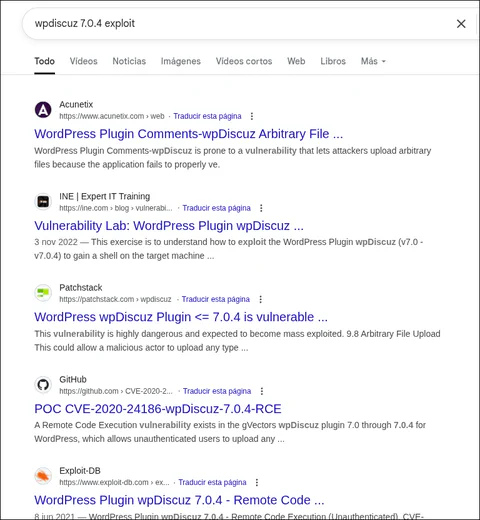 wpdiscuz 7.0.4 exploit
Todo Vídeos Noticias Imágenes Vídeos cortos Web Libros Más
Acunetix
https://www.acunetix.com › web · Traducir esta página
WordPress Plugin Comments-wpDiscuz Arbitrary File ...
WordPress Plugin Comments-wpDiscuz is prone to a vulnerability that lets attackers upload arbitrary
files because the application fails to properly ve.
INE | Expert IT Training
https://ine.com › blog › vulnerabi... · Traducir esta página
Vulnerability Lab: WordPress Plugin wpDiscuz ...
3 nov 2022 — This exercise is to understand how to exploit the WordPress Plugin wpDiscuz (v7.0 -
v7.0.4) to gain a shell on the target machine ...
Patchstack
https://patchstack.com › wpdiscuz · Traducir esta página
WordPress wpDiscuz Plugin <= 7.0.4 is vulnerable ...
This vulnerability is highly dangerous and expected to become mass exploited. 9.8 Arbitrary File Upload
This could allow a malicious actor to upload any type ...
GitHub
https://github.com › CVE-2020-2... · Traducir esta página
POC CVE-2020-24186-wpDiscuz-7.0.4-RCE
A Remote Code Execution vulnerability exists in the gVectors wpDiscuz plugin 7.0 through 7.0.4 for
WordPress, which allows unauthenticated users to upload any ...
Exploit-DB
https://www.exploit-db.com › ex... · Traducir esta página
WordPress Plugin wpDiscuz 7.0.4 - Remote Code ...
8 jun 2021 — WordPress Plugin wpDiscuz 7.0.4 - Remote Code Execution (Unauthenticated). CVE-